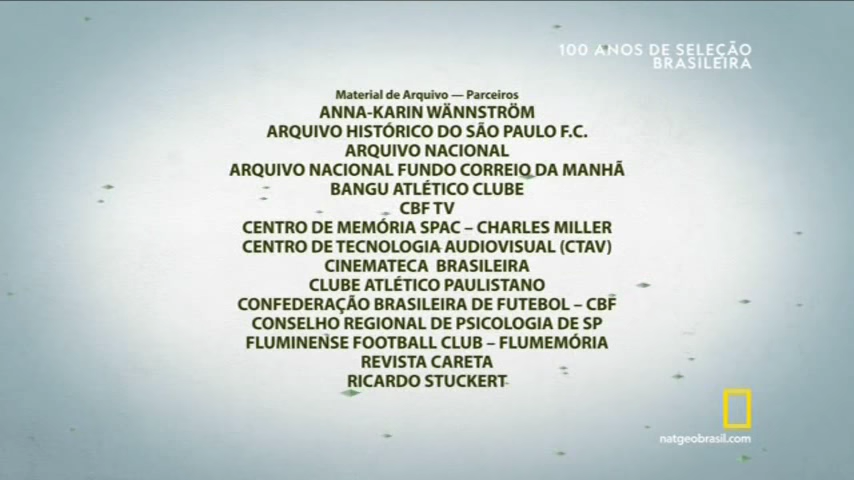 100 ANOS DE SELEÇÃO
BRASILEIRA
Material de Arquivo — Parceiros
ANNA-KARIN WÄNNSTRÖM
ARQUIVO HISTÓRICO DO SÃO PAULO F.C.
ARQUIVO NACIONAL
ARQUIVO NACIONAL FUNDO CORREIO DA MANHÃ
BANGU ATLÉTICO CLUBE
CBF TV
CENTRO DE MEMÓRIA SPAC – CHARLES MILLER
CENTRO DE TECNOLOGIA AUDIOVISUAL (CTAV)
CINEMATECA BRASILEIRA
CLUBE ATLÉTICO PAULISTANO
CONFEDERAÇÃO BRASILEIRA DE FUTEBOL – CBF
CONSELHO REGIONAL DE PSICOLOGIA DE SP
FLUMINENSE FOOTBALL CLUB – FLUMEMÓRIA
REVISTA CARETA
RICARDO STUCKERT
natgeobrasil.com